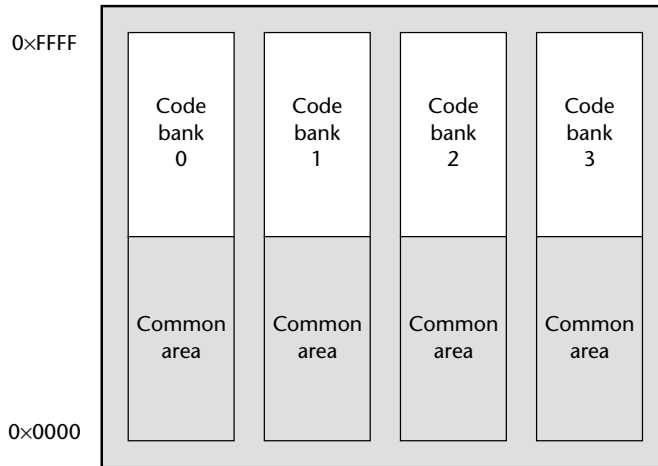 0×FFFF
Code
bank
0
Code
bank
1
Code
bank
2
Code
bank
3
Common
area
Common
area
Common
area
Common
area
0×0000